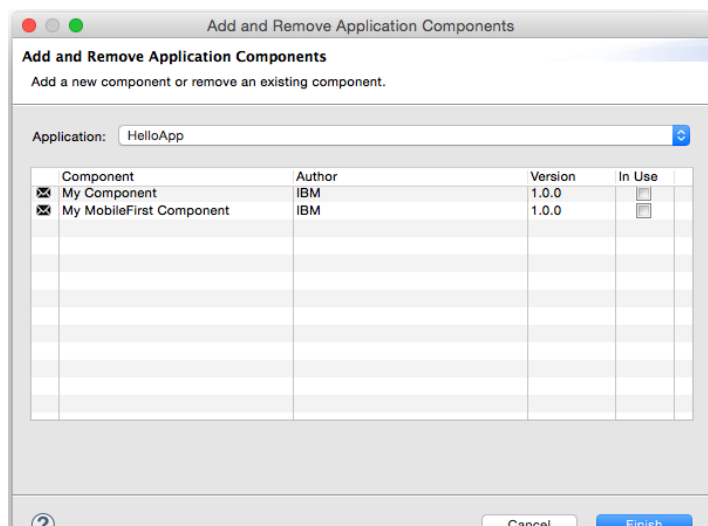 Add and Remove Application Components
Add and Remove Application Components
Add a new component or remove an existing component.
Application: HelloApp
Component Author Version In Use
My Component IBM 1.0.0
My MobileFirst Component IBM 1.0.0
? Cancel Finish